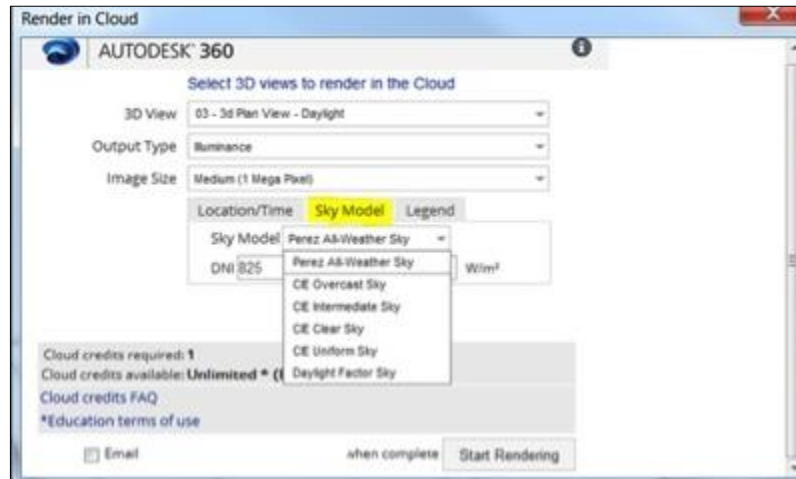 Render in Cloud
AUTODESK® 360
Select 3D views to render in the Cloud
3D View 03 - 3d Plan View - Daylight
Output Type Illuminance
Image Size Medium (1 Mega Pixel)
Location/Time Sky Model Legend
Sky Model Perez All-Weather Sky
DNI 825 W/m²
Perez All-Weather Sky
CIE Overcast Sky
CIE Intermediate Sky
CIE Clear Sky
CIE Uniform Sky
Daylight Factor Sky
Cloud credits required: 1
Cloud credits available: Unlimited * (
Cloud credits FAQ
*Education terms of use
Email when complete Start Rendering